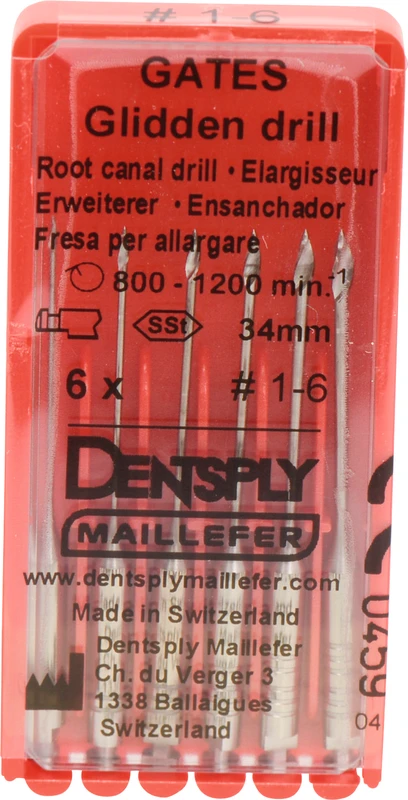 # 1-6
GATES
Glidden drill
Root canal drill • Elargisseur
Erweiterer • Ensanchador
Fresa per allargare
800 - 1200 min.-1
SSt 34mm
6 x # 1-6
DENTSPLY
MAILLEFER
www.dentsplymaillefer.com
Made in Switzerland
Dentsply Maillefer
Ch. du Verger 3
1338 Ballaigues
Switzerland
0459
04